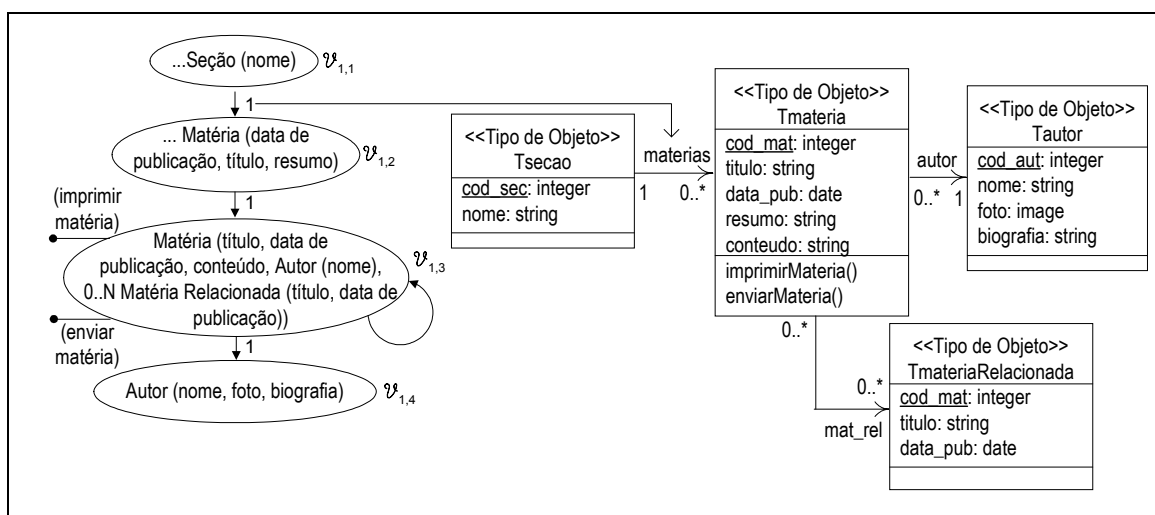 ...Seção (nome)
𝒱1,1
1
... Matéria (data de
publicação, título, resumo)
𝒱1,2
(imprimir
matéria)
1
Matéria (título, data de
publicação, conteúdo, Autor (nome),
0..N Matéria Relacionada (título, data de
publicação))
𝒱1,3
(enviar
matéria)
1
Autor (nome, foto, biografia)
𝒱1,4
<<Tipo de Objeto>>
Tsecao
cod_sec: integer
nome: string
materias
1
0..*
<<Tipo de Objeto>>
Tmateria
cod_mat: integer
titulo: string
data_pub: date
resumo: string
conteudo: string
imprimirMateria()
enviarMateria()
autor
0..*
1
<<Tipo de Objeto>>
Tautor
cod_aut: integer
nome: string
foto: image
biografia: string
0..*
0..*
mat_rel
<<Tipo de Objeto>>
TmateriaRelacionada
cod_mat: integer
titulo: string
data_pub: date